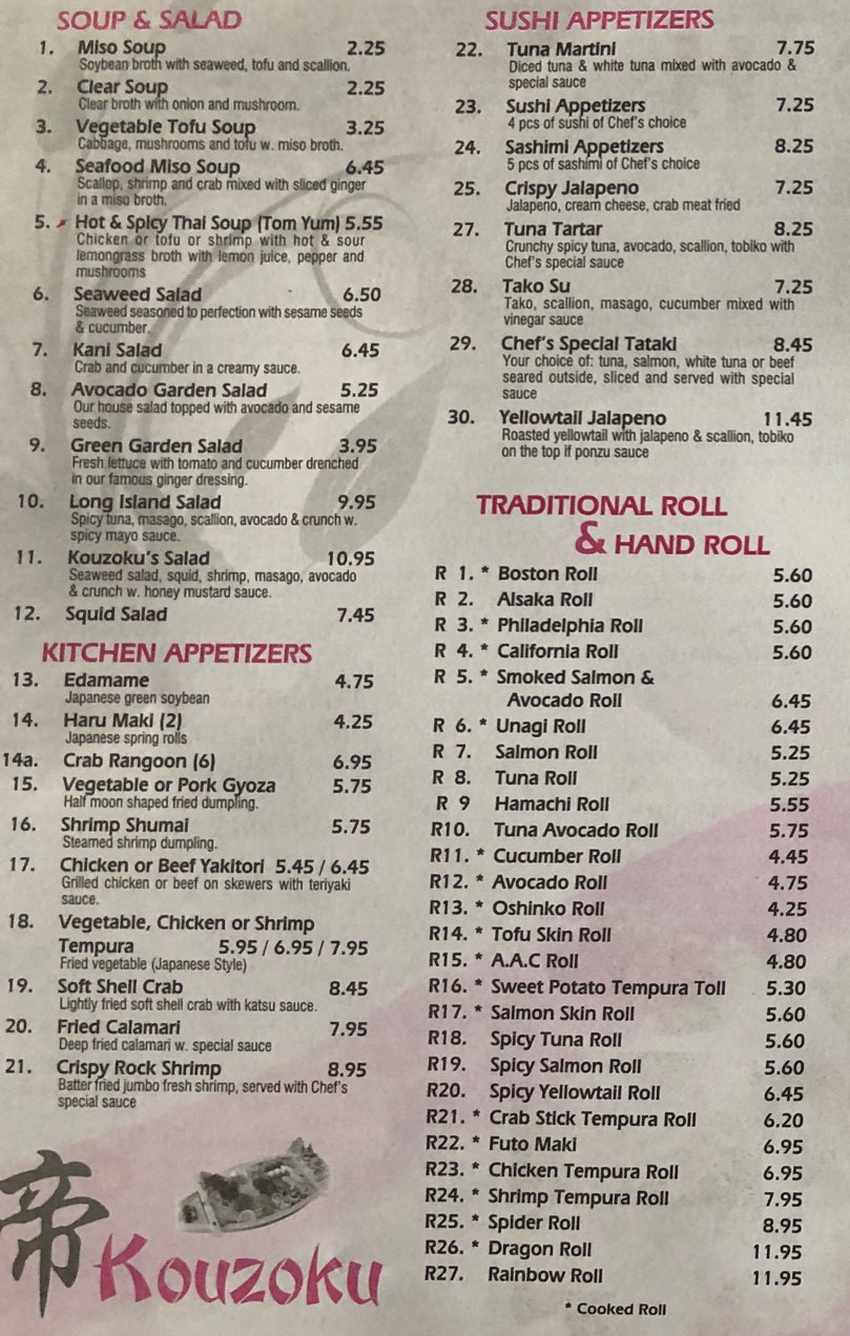 SOUP & SALAD
1. Miso Soup 2.25
Soybean broth with seaweed, tofu and scallion.
2. Clear Soup 2.25
Clear broth with onion and mushroom.
3. Vegetable Tofu Soup 3.25
Cabbage, mushrooms and tofu w. miso broth.
4. Seafood Miso Soup 6.45
Scallop, shrimp and crab mixed with sliced ginger
in a miso broth.
5. Hot & Spicy Thai Soup (Tom Yum) 5.55
Chicken or tofu or shrimp with hot & sour
lemongrass broth with lemon juice, pepper and
mushrooms
6. Seaweed Salad 6.50
Seaweed seasoned to perfection with sesame seeds
& cucumber.
7. Kani Salad 6.45
Crab and cucumber in a creamy sauce.
8. Avocado Garden Salad 5.25
Our house salad topped with avocado and sesame
seeds.
9. Green Garden Salad 3.95
Fresh lettuce with tomato and cucumber drenched
in our famous ginger dressing.
10. Long Island Salad 9.95
Spicy tuna, masago, scallion, avocado & crunch w.
spicy mayo sauce.
11. Kouzoku's Salad 10.95
Seaweed salad, squid, shrimp, masago, avocado
& crunch w. honey mustard sauce.
12. Squid Salad 7.45
KITCHEN APPETIZERS
13. Edamame 4.75
Japanese green soybean
14. Haru Maki (2) 4.25
Japanese spring rolls
14a. Crab Rangoon (6) 6.95
15. Vegetable or Pork Gyoza 5.75
Half moon shaped fried dumpling.
16. Shrimp Shumai 5.75
Steamed shrimp dumpling.
17. Chicken or Beef Yakitori 5.45 / 6.45
Grilled chicken or beef on skewers with teriyaki
sauce.
18. Vegetable, Chicken or Shrimp
Tempura 5.95 / 6.95 / 7.95
Fried vegetable (Japanese Style)
19. Soft Shell Crab 8.45
Lightly fried soft shell crab with katsu sauce.
20. Fried Calamari 7.95
Deep fried calamari w. special sauce
21. Crispy Rock Shrimp 8.95
Batter fried jumbo fresh shrimp, served with Chef's
special sauce
帝 Kouzoku
SUSHI APPETIZERS
22. Tuna Martini 7.75
Diced tuna & white tuna mixed with avocado &
special sauce
23. Sushi Appetizers 7.25
4 pcs of sushi of Chef's choice
24. Sashimi Appetizers 8.25
5 pcs of sashimi of Chef's choice
25. Crispy Jalapeno 7.25
Jalapeno, cream cheese, crab meat fried
27. Tuna Tartar 8.25
Crunchy spicy tuna, avocado, scallion, tobiko with
Chef's special sauce
28. Tako Su 7.25
Tako, scallion, masago, cucumber mixed with
vinegar sauce
29. Chef's Special Tataki 8.45
Your choice of: tuna, salmon, white tuna or beef
seared outside, sliced and served with special
sauce
30. Yellowtail Jalapeno 11.45
Roasted yellowtail with jalapeno & scallion, tobiko
on the top if ponzu sauce
TRADITIONAL ROLL
& HAND ROLL
R 1. * Boston Roll 5.60
R 2. Alsaka Roll 5.60
R 3. * Philadelphia Roll 5.60
R 4. * California Roll 5.60
R 5. * Smoked Salmon &
Avocado Roll 6.45
R 6. * Unagi Roll 6.45
R 7. Salmon Roll 5.25
R 8. Tuna Roll 5.25
R 9 Hamachi Roll 5.55
R10. Tuna Avocado Roll 5.75
R11. * Cucumber Roll 4.45
R12. * Avocado Roll 4.75
R13. * Oshinko Roll 4.25
R14. * Tofu Skin Roll 4.80
R15. * A.A.C Roll 4.80
R16. * Sweet Potato Tempura Toll 5.30
R17. * Salmon Skin Roll 5.60
R18. Spicy Tuna Roll 5.60
R19. Spicy Salmon Roll 5.60
R20. Spicy Yellowtail Roll 6.45
R21. * Crab Stick Tempura Roll 6.20
R22. * Futo Maki 6.95
R23. * Chicken Tempura Roll 6.95
R24. * Shrimp Tempura Roll 7.95
R25. * Spider Roll 8.95
R26. * Dragon Roll 11.95
R27. Rainbow Roll 11.95
* Cooked Roll